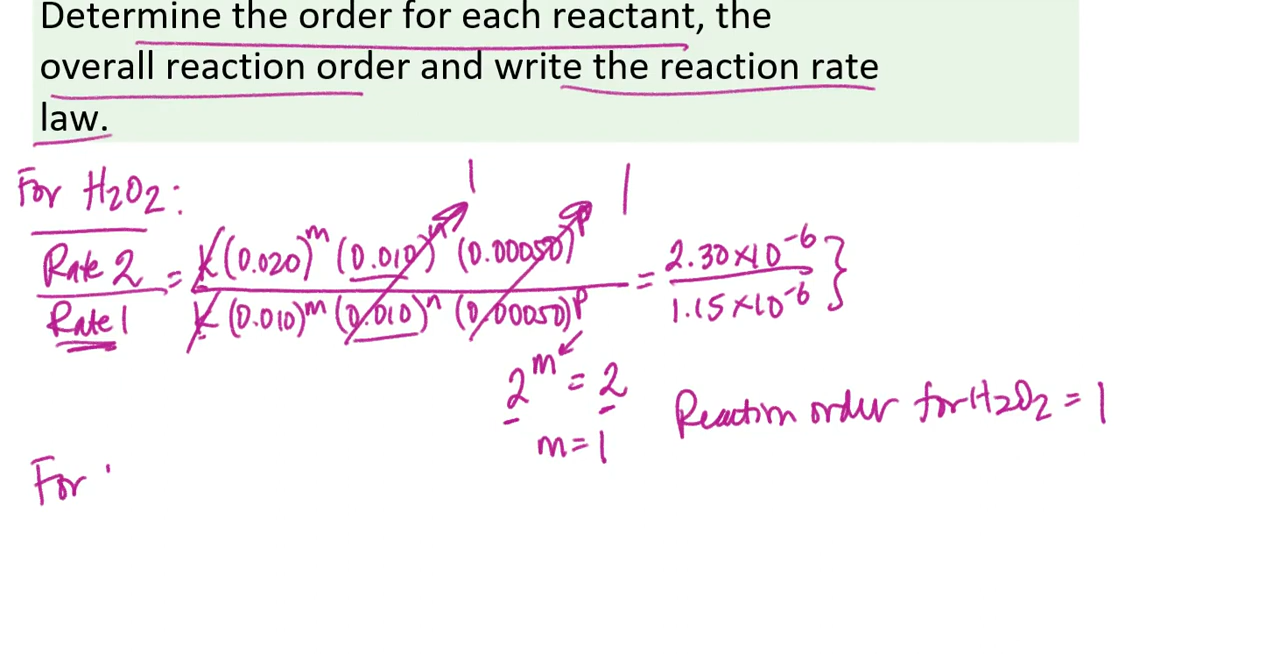 Determine the order for each reactant, the
overall reaction order and write the reaction rate
law.
For H₂O₂:
1 1
Rate 2 / Rate 1 = K(0.020)^m (0.010)^n (0.00050)^p / K(0.010)^m (0.010)^n (0.00050)^p = 2.30×10^-6 / 1.15×10^-6 }
2^m = 2
Reaction order for H₂O₂ = 1
m = 1
For